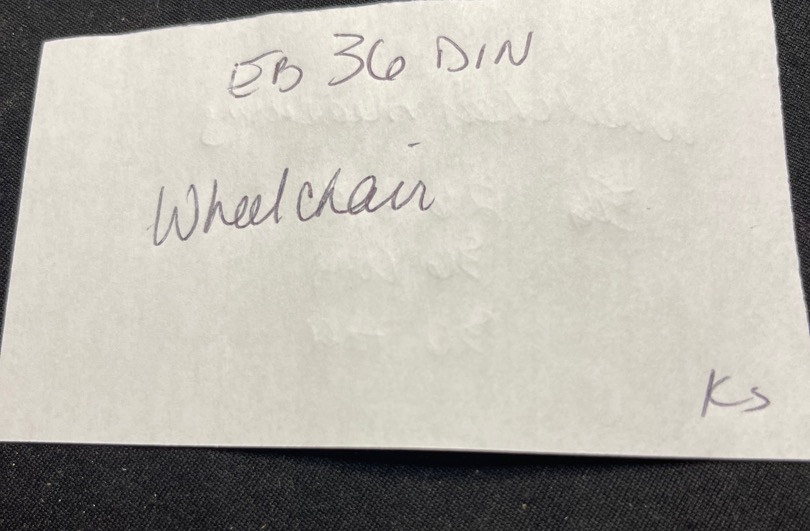 EB 36 DIN
Wheelchair
KS